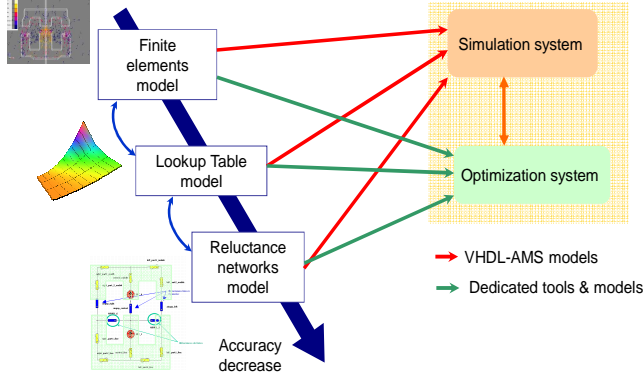 Finite
elements
model
Simulation system
Lookup Table
model
Optimization system
Reluctance
networks
model
VHDL-AMS models
Dedicated tools & models
Accuracy
decrease